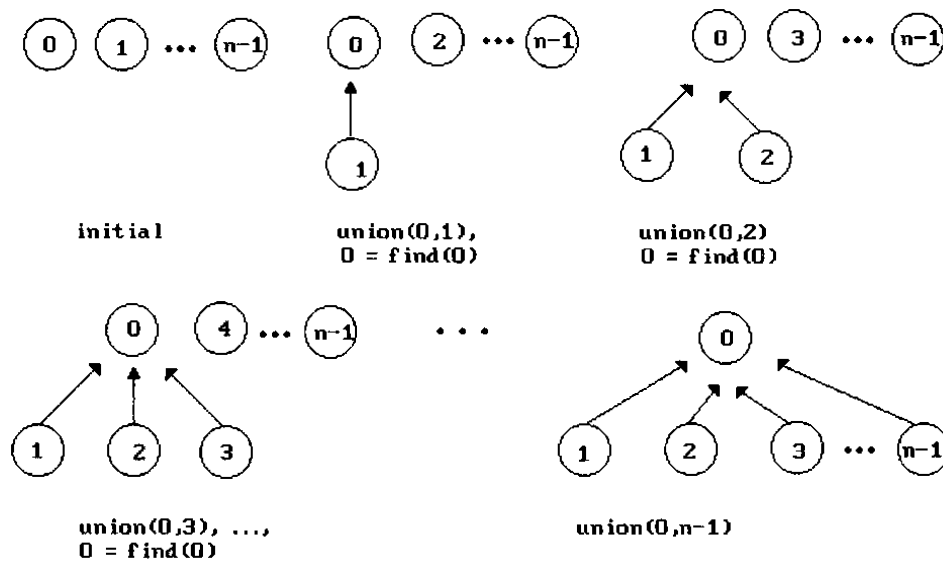 0 1 ••• n-1
0 2 ••• n-1
0 3 ••• n-1
1
1 2
initial
union(0,1),
0 = find(0)
union(0,2)
0 = find(0)
0 4 ••• n-1 • • •
0
1 2 3
1 2 3 ••• n-1
union(0,3), ...,
0 = find(0)
union(0,n-1)